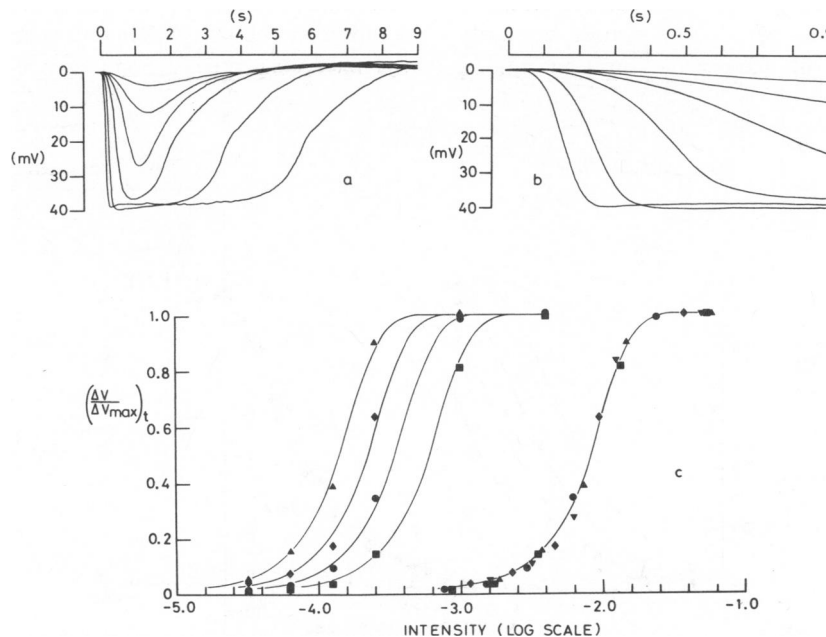 (s) (s)
0 1 2 3 4 5 6 7 8 9 0 0.5
0 0
10 10
20 20
(mV) (mV)
30 30
40 40
a b
1.0
0.8
(ΔV/ΔVmax)t
0.6
0.4
0.2
0
c
-5.0 -4.0 -3.0 -2.0 -1.0
INTENSITY (LOG SCALE)